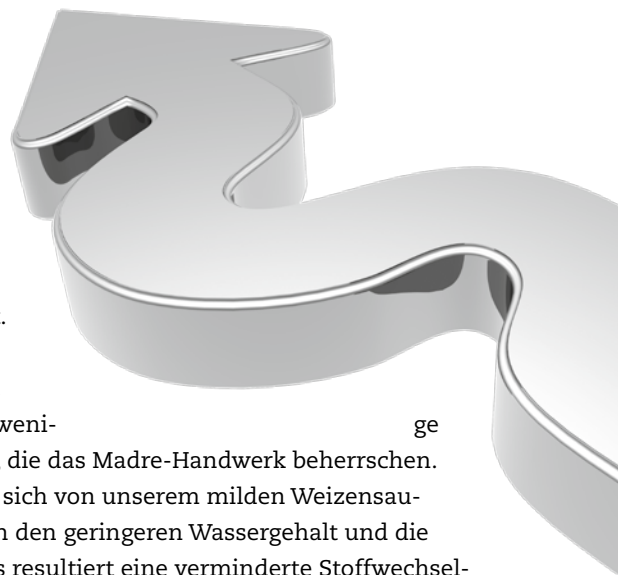 weni- ge
die das Madre-Handwerk beherrschen.
sich von unserem milden Weizensau-
den geringeren Wassergehalt und die
resultiert eine verminderte Stoffwechsel-